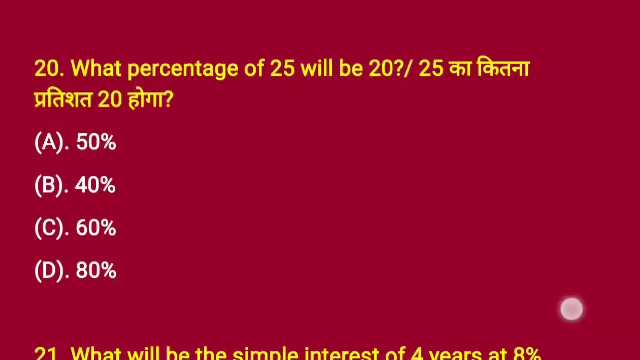 20. What percentage of 25 will be 20?/ 25 का कितना
प्रतिशत 20 होगा?
(A). 50%
(B). 40%
(C). 60%
(D). 80%
21. What will be the simple interest of 4 years at 8%